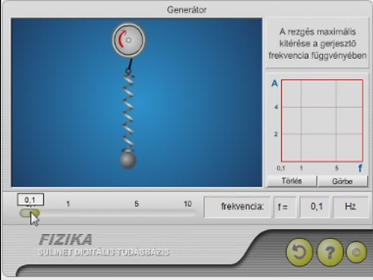 Generátor
A rezgés maximális
kitérése a gerjesztő
frekvencia függvényében
A
4
2
0,1 1 5 f
Törlés Görbe
0,1
1 5 10
frekvencia: f = 0,1 Hz
FIZIKA
SULINET DIGITÁLIS TUDÁSBÁZIS
?